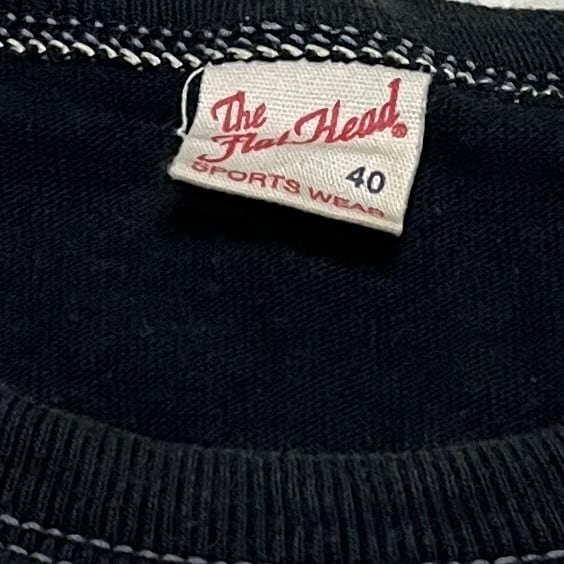 The
Flat Head®
40
SPORTS WEAR